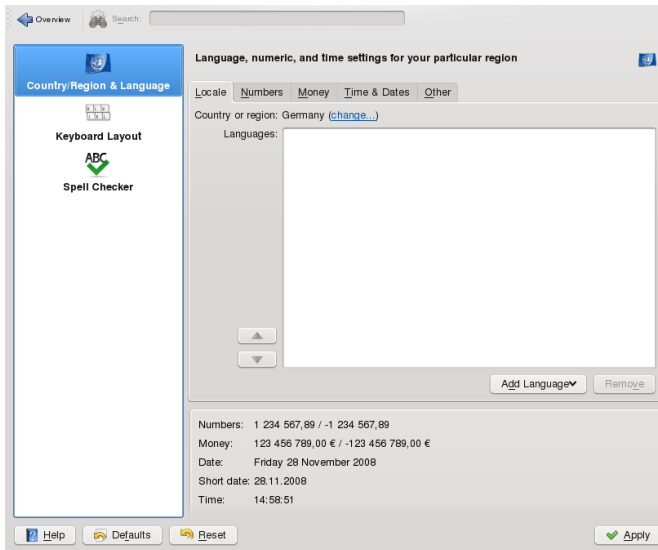 Overview
Search:
Language, numeric, and time settings for your particular region
Country/Region & Language
Keyboard Layout
ABC
Spell Checker
Locale Numbers Money Time & Dates Other
Country or region: Germany (change...)
Languages:
Add Language
Remove
Numbers: 1 234 567,89 / -1 234 567,89
Money: 123 456 789,00 € / -123 456 789,00 €
Date: Friday 28 November 2008
Short date: 28.11.2008
Time: 14:58:51
Help Defaults Reset Apply